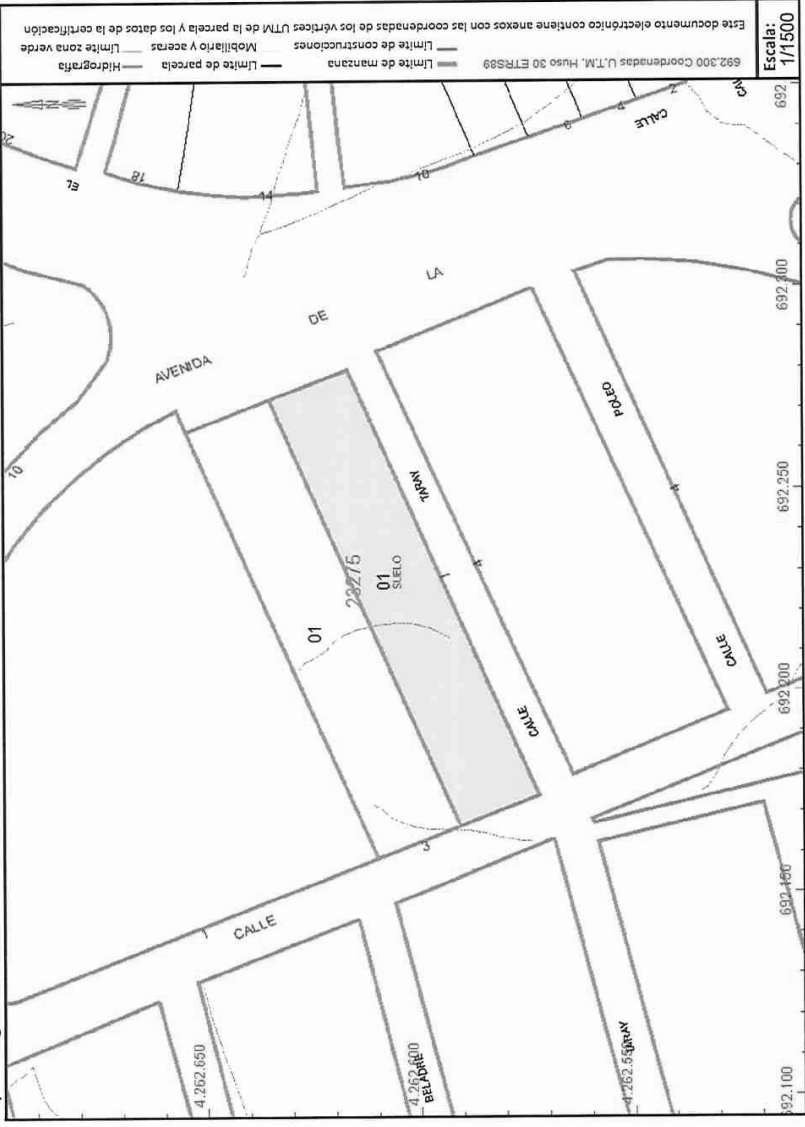 Este documento electrónico contiene anexos con las coordenadas de los vértices UTM de la parcela y los datos de la certificación
692.300 Coordenadas U.T.M. Huso 30 ETRS89
Límite de manzana
Límite de construcciones
Límite de parcela
Mobiliario y aceras
Hidrografía
Límite zona verde
Escala:
1/1500
20
EL
18
14
10
6
4
2
CALLE
692
10
AVENIDA
DE
LA
692.300
01
23275
01
SUELO
TARAY
1
4
CALLE
POLEO
4
CALLE
692.250
692.200
3
1
CALLE
692.150
4.262.650
4.262.600
BELADRE
4.262.550
TARAY
692.100